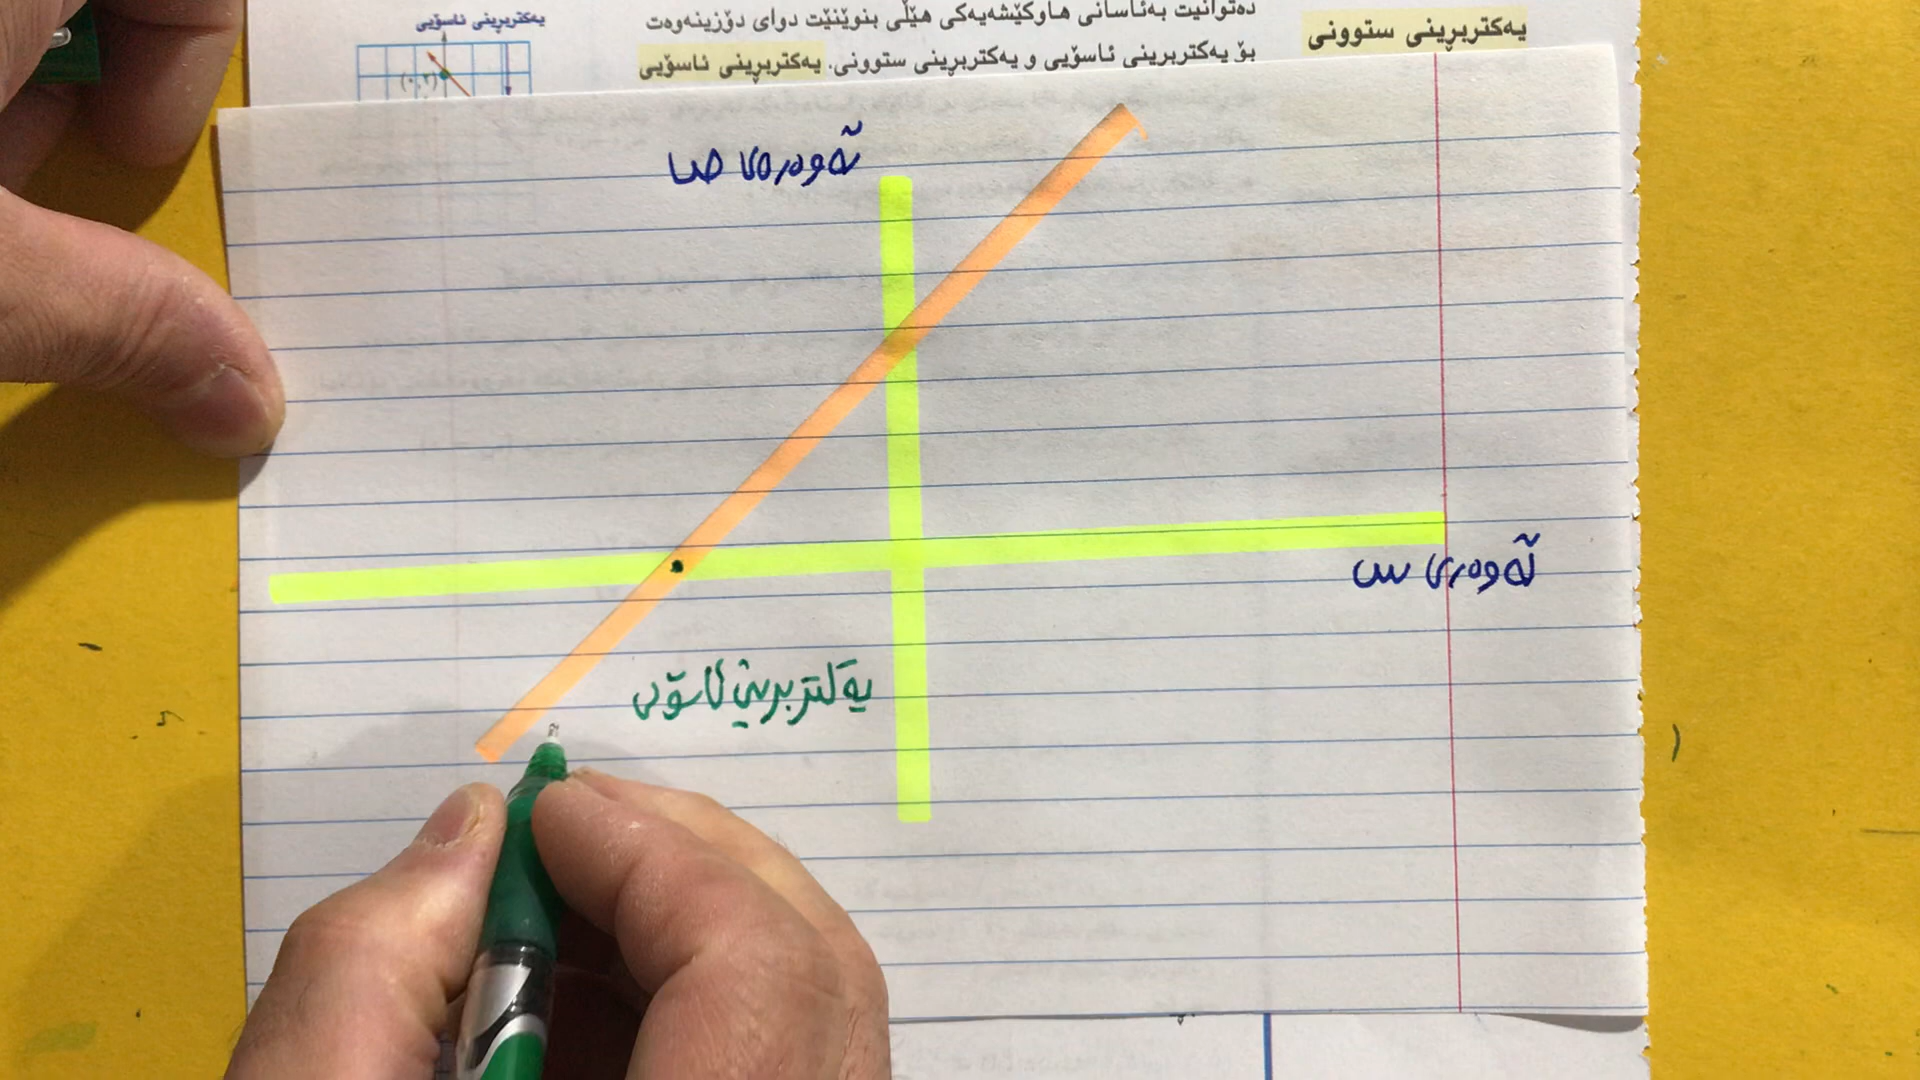 یەکتربڕینی ستوونی
دەتوانیت بەئاسانی هاوکێشەیەکی هێڵی بنوێنێت دوای دۆزینەوەت
بۆ یەکتربڕینی ئاسۆیی و یەکتربڕینی ستوونی. یەکتربڕینی ئاسۆیی
یەکتربڕینی ئاسۆیی
تەوەرەی ص
تەوەرەی س
یەکتربڕینی ئاسۆیی